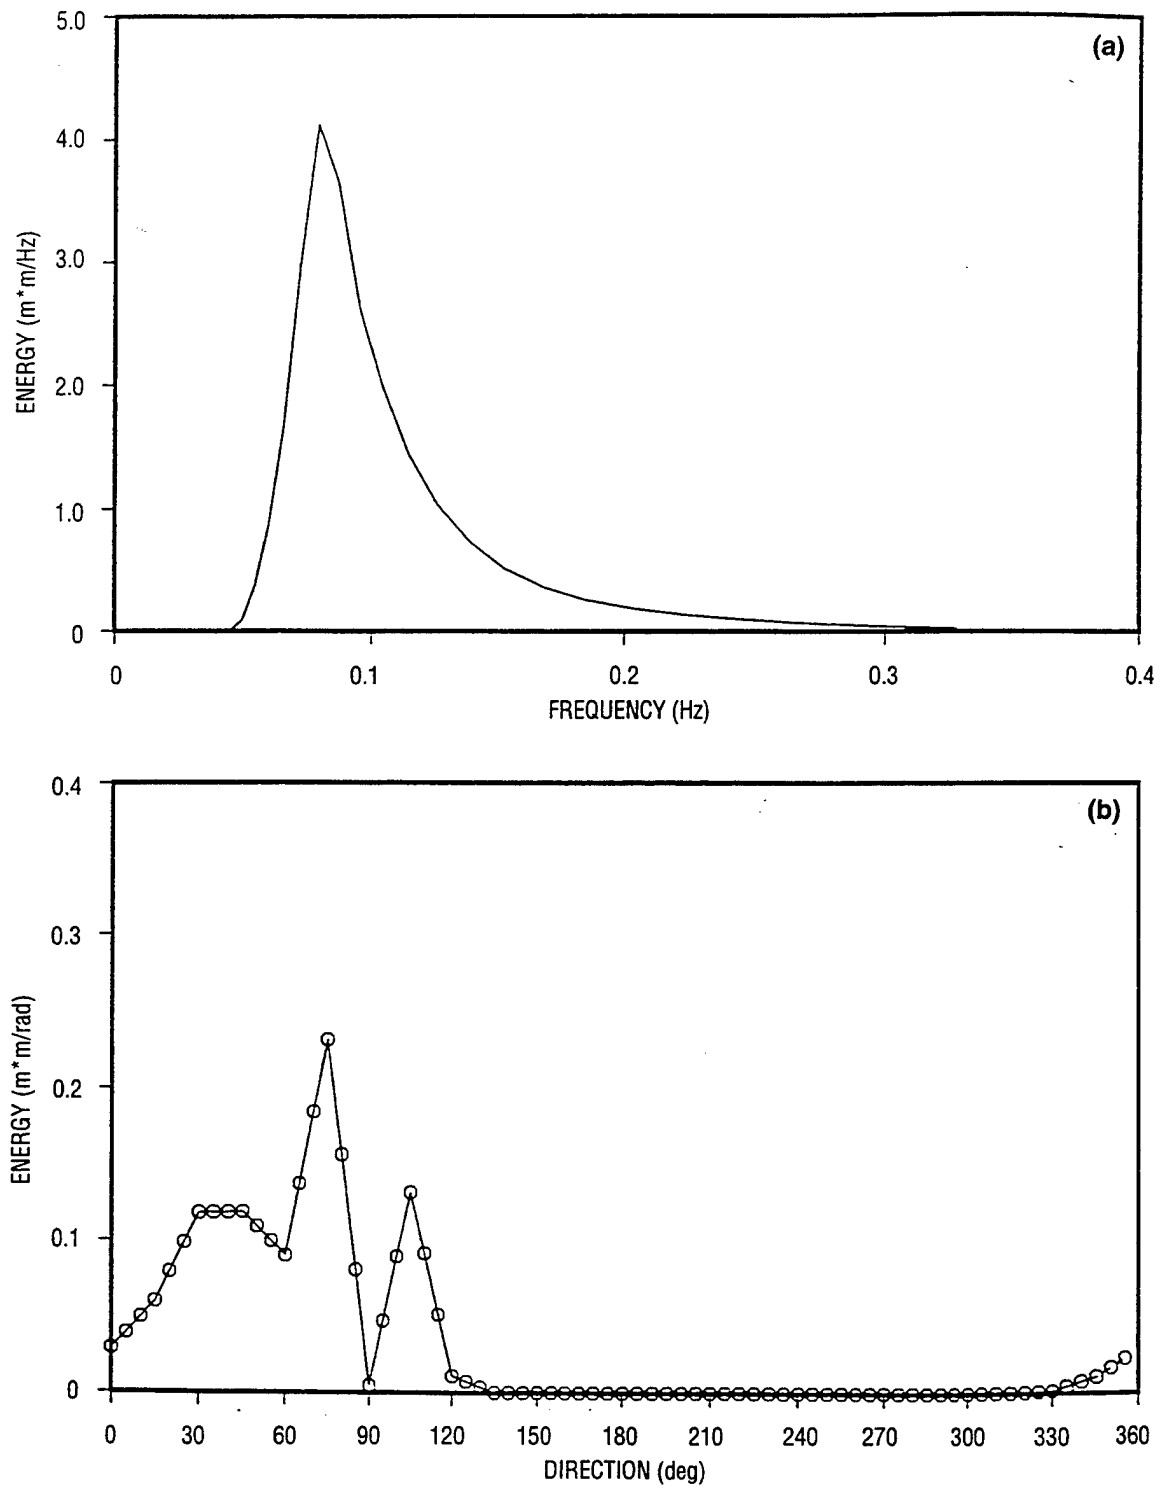 5.0
(a)
4.0
3.0
2.0
1.0
0
ENERGY (m*m/Hz)
0 0.1 0.2 0.3 0.4
FREQUENCY (Hz)
0.4
(b)
0.3
0.2
0.1
0
ENERGY (m*m/rad)
0 30 60 90 120 150 180 210 240 270 300 330 360
DIRECTION (deg)